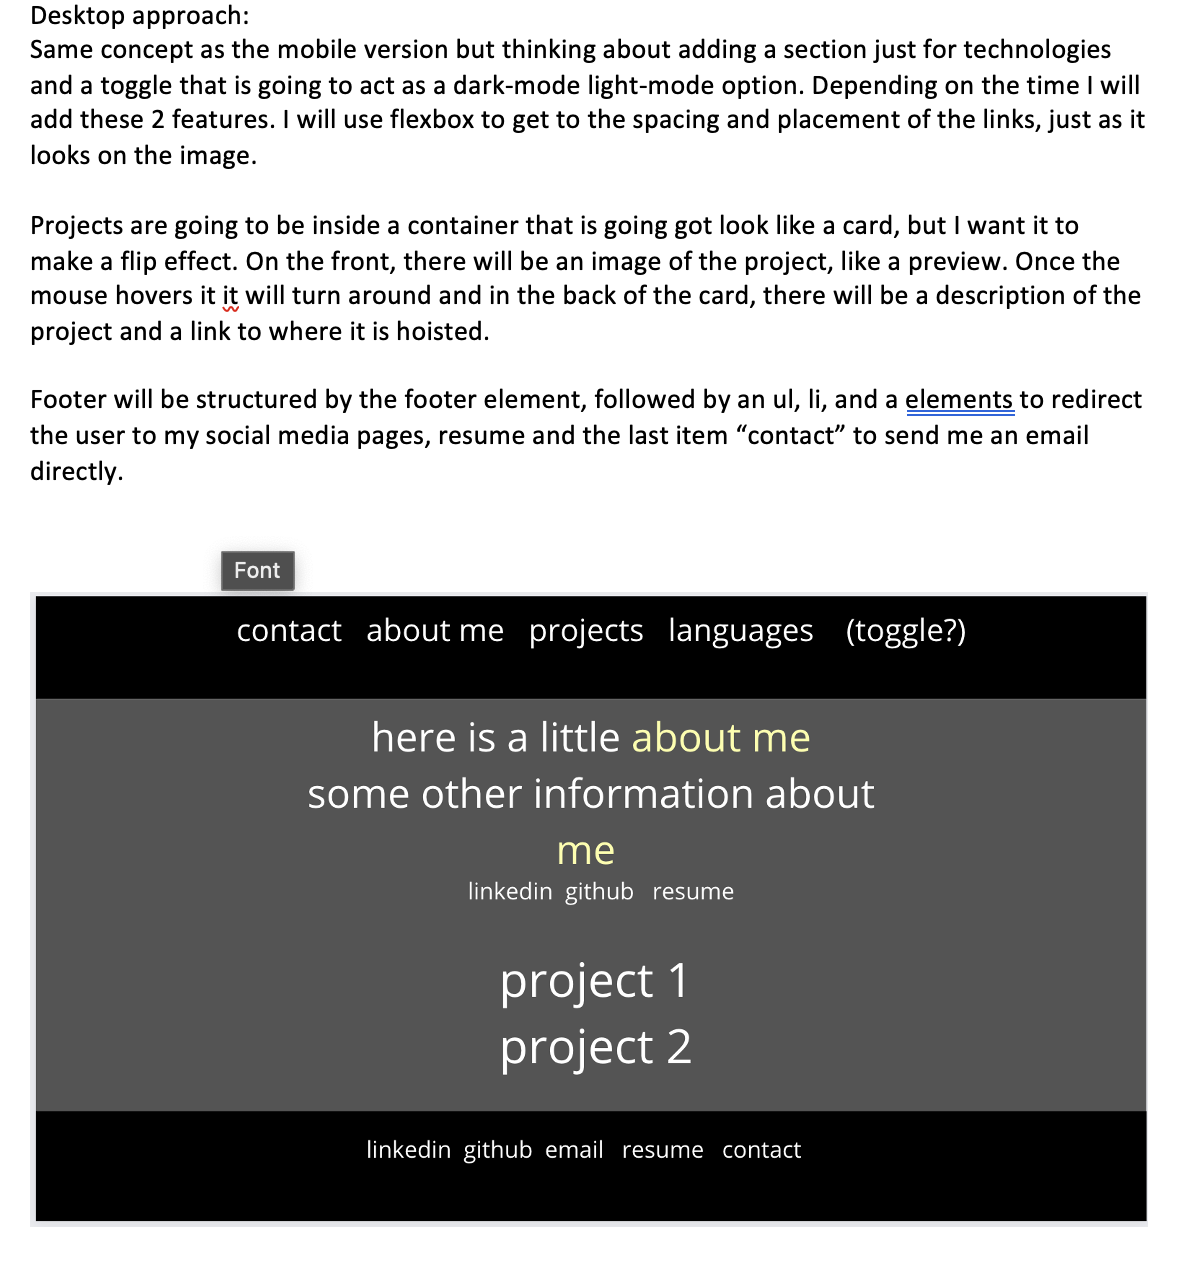 Desktop approach:
Same concept as the mobile version but thinking about adding a section just for technologies
and a toggle that is going to act as a dark-mode light-mode option. Depending on the time I will
add these 2 features. I will use flexbox to get to the spacing and placement of the links, just as it
looks on the image.
Projects are going to be inside a container that is going got look like a card, but I want it to
make a flip effect. On the front, there will be an image of the project, like a preview. Once the
mouse hovers it it will turn around and in the back of the card, there will be a description of the
project and a link to where it is hoisted.
Footer will be structured by the footer element, followed by an ul, li, and a elements to redirect
the user to my social media pages, resume and the last item “contact” to send me an email
directly.
Font
contact about me projects languages (toggle?)
here is a little about me
some other information about
me
linkedin github resume
project 1
project 2
linkedin github email resume contact